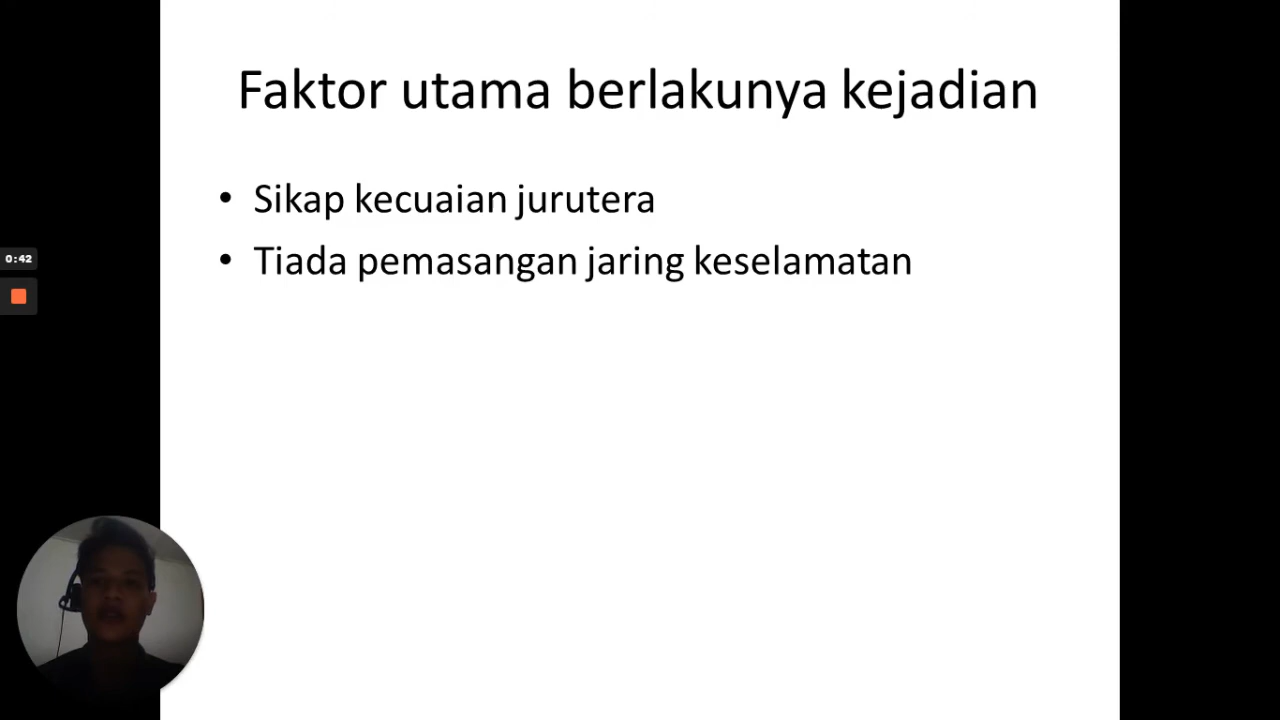 Faktor utama berlakunya kejadian
• Sikap kecuaian jurutera
• Tiada pemasangan jaring keselamatan
0:42